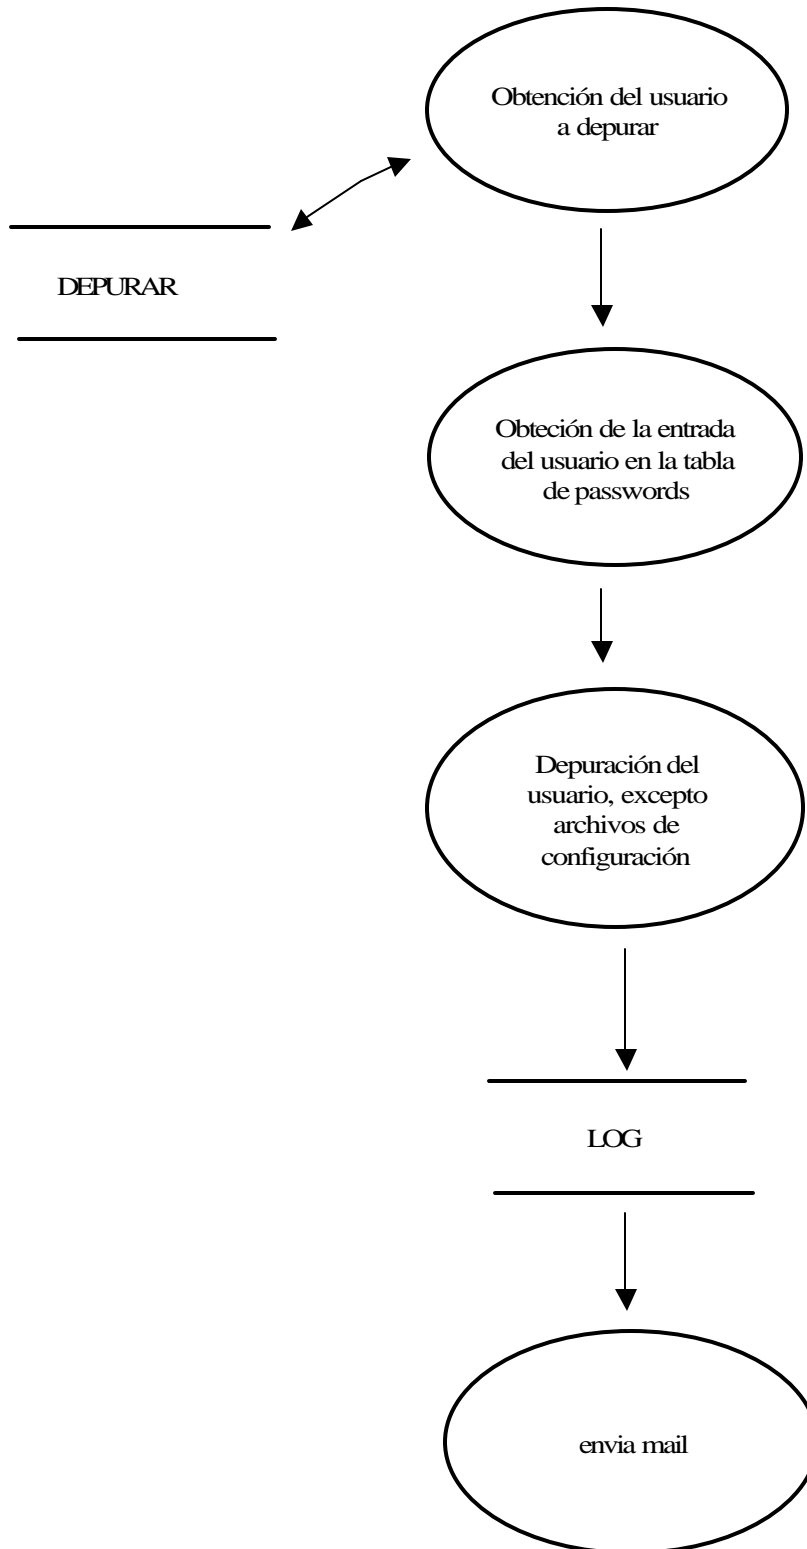 Obtención del usuario
a depurar
DEPURAR
Obteción de la entrada
del usuario en la tabla
de passwords
Depuración del
usuario, excepto
archivos de
configuración
LOG
envia mail